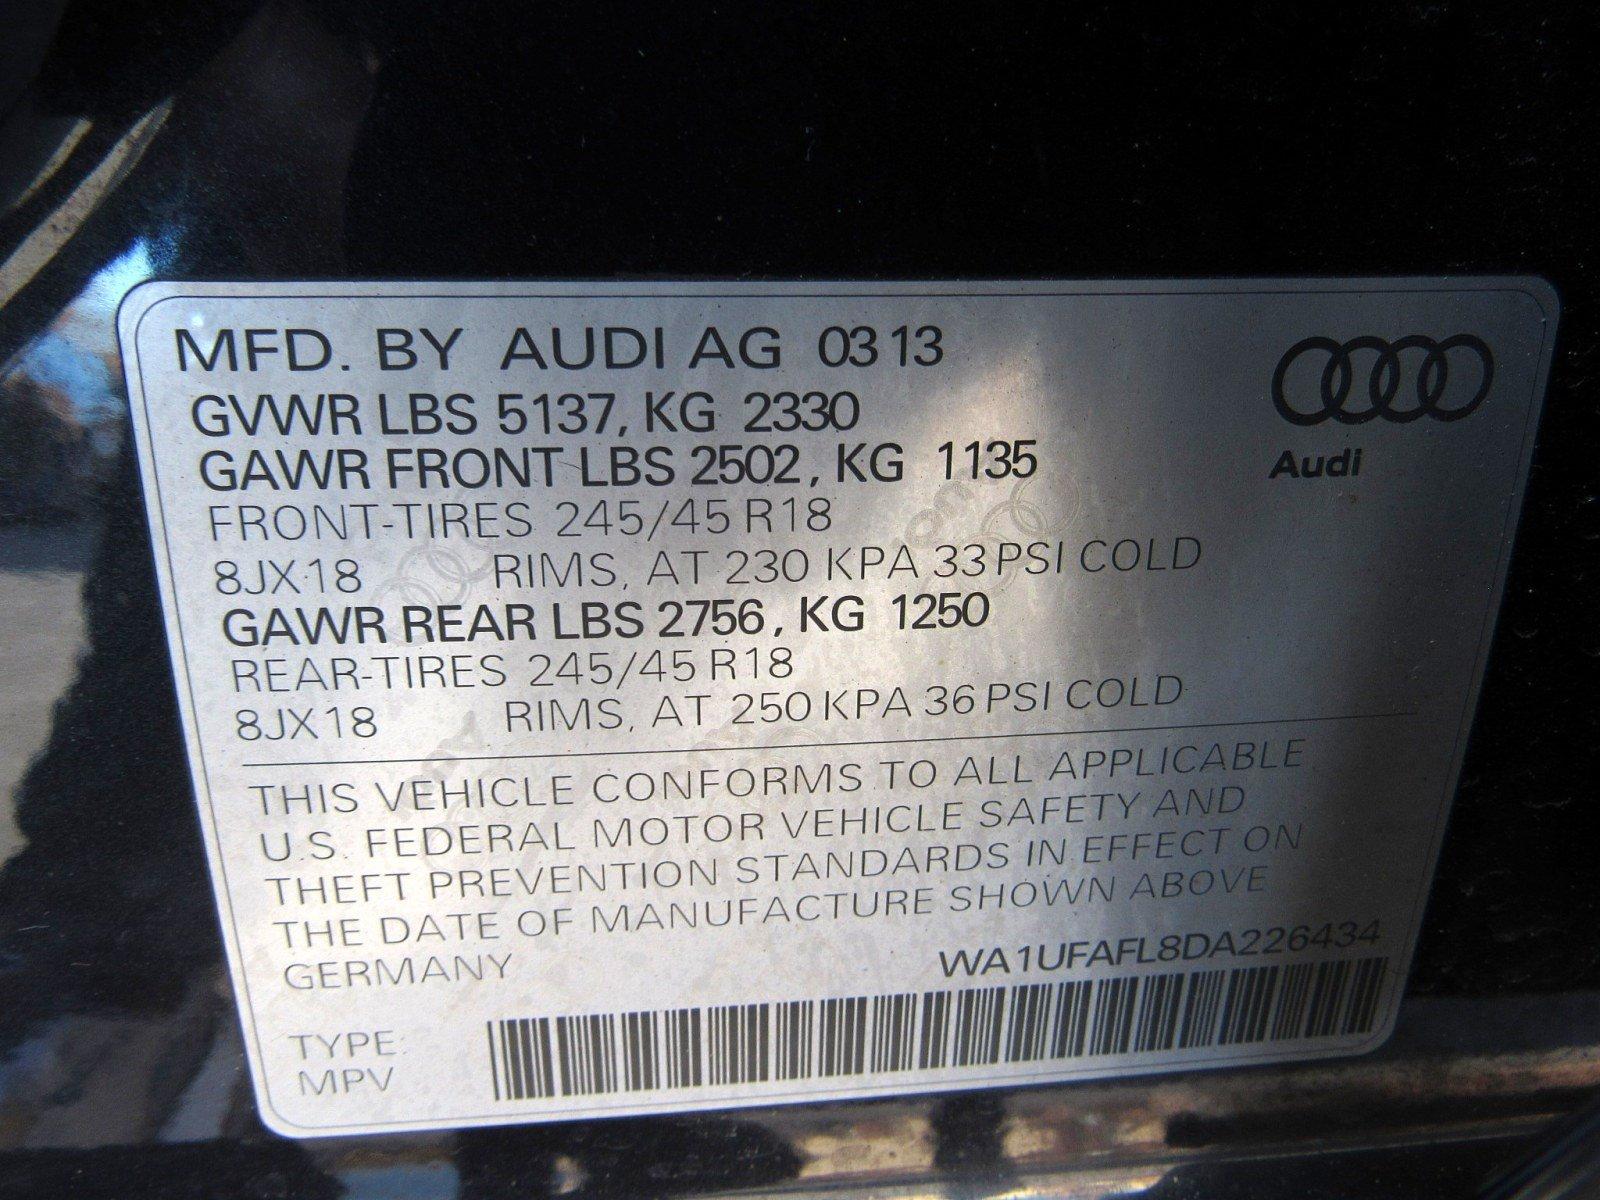 MFD. BY AUDI AG 03 13
GVWR LBS 5137, KG 2330
GAWR FRONT LBS 2502, KG 1135
FRONT-TIRES 245/45 R18
8JX18 RIMS, AT 230 KPA 33 PSI COLD
GAWR REAR LBS 2756, KG 1250
REAR-TIRES 245/45 R18
8JX18 RIMS, AT 250 KPA 36 PSI COLD
Audi
THIS VEHICLE CONFORMS TO ALL APPLICABLE
U.S. FEDERAL MOTOR VEHICLE SAFETY AND
THEFT PREVENTION STANDARDS IN EFFECT ON
THE DATE OF MANUFACTURE SHOWN ABOVE
GERMANY WA1UFAFL8DA226434
TYPE:
MPV